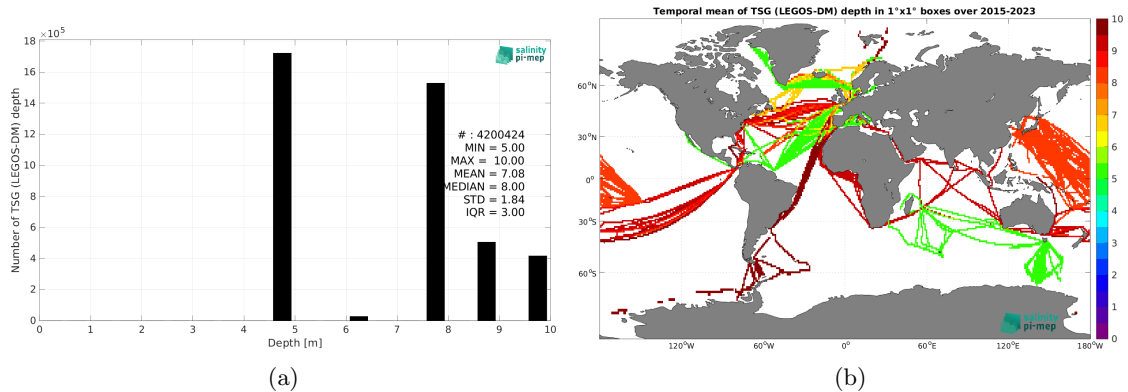 ×10⁵
18
16
14
12
10
8
6
4
2
0
Number of TSG (LEGOS-DM) depth
salinity
pi-mep
# : 4200424
MIN = 5.00
MAX = 10.00
MEAN = 7.08
MEDIAN = 8.00
STD = 1.84
IQR = 3.00
0 1 2 3 4 5 6 7 8 9 10
Depth [m]
(a)
Temporal mean of TSG (LEGOS-DM) depth in 1°x1° boxes over 2015-2023
60°N
30°N
0°
30°S
60°S
120°W 60°W 0° 60°E 120°E 180°W
salinity
pi-mep
10
9
8
7
6
5
4
3
2
1
0
(b)